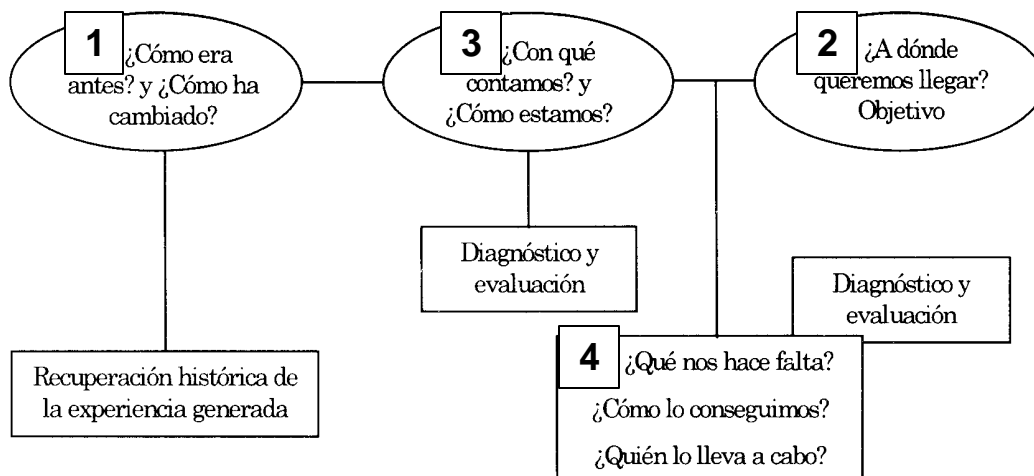 1
¿Cómo era
antes? y ¿Cómo ha
cambiado?
3
¿Con qué
contamos? y
¿Cómo estamos?
2
¿A dónde
queremos llegar?
Objetivo
Diagnóstico y
evaluación
Diagnóstico y
evaluación
Recuperación histórica de
la experiencia generada
4
¿Qué nos hace falta?
¿Cómo lo conseguimos?
¿Quién lo lleva a cabo?